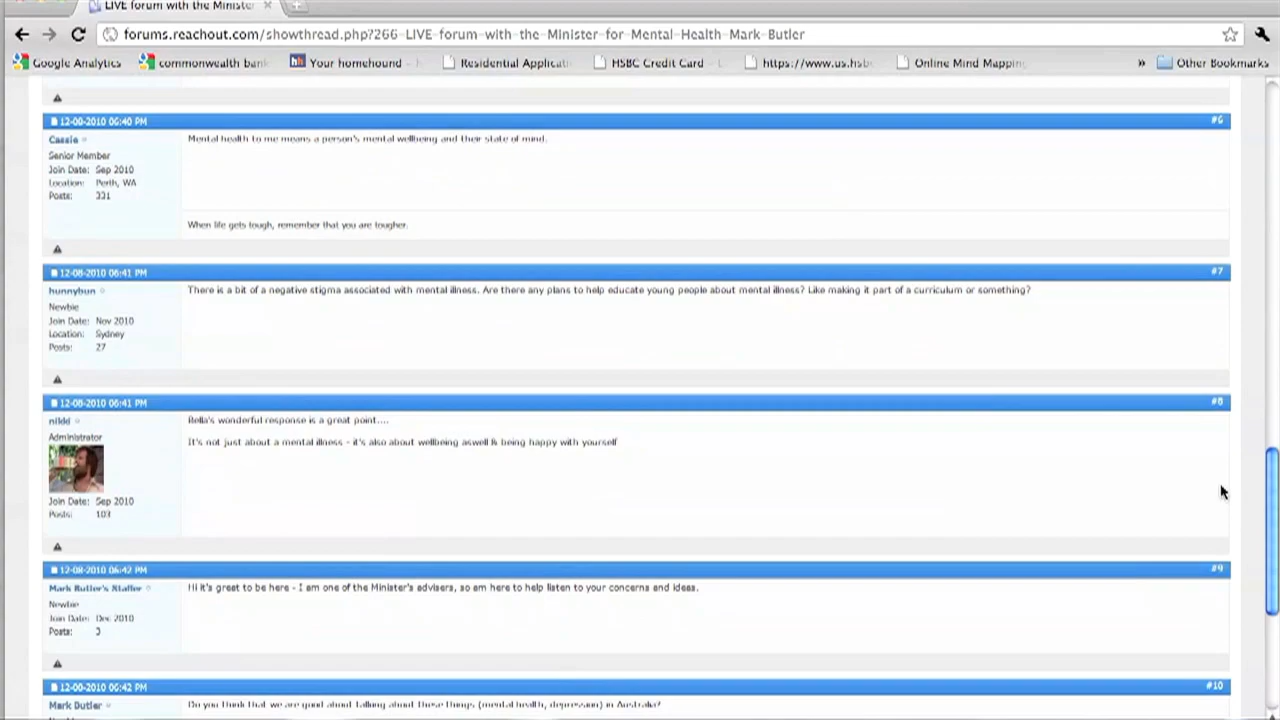 LIVE forum with the Ministe
forums.reachout.com/showthread.php?266-LIVE-forum-with-the-Minister-for-Mental-Health-Mark-Butler
Google Analytics commonwealth bank Your homehound - Residential Applicati HSBC Credit Card - https://www.us.hsb Online Mind Mapping » Other Bookmarks
12-08-2010 06:40 PM #6
Cassie
Mental health to me means a person's mental wellbeing and their state of mind.
Senior Member
Join Date: Sep 2010
Location: Perth, WA
Posts: 331
When life gets tough, remember that you are tougher.
12-08-2010 06:41 PM #7
hunnybun
There is a bit of a negative stigma associated with mental illness. Are there any plans to help educate young people about mental illness? Like making it part of a curriculum or something?
Newbie
Join Date: Nov 2010
Location: Sydney
Posts: 27
12-08-2010 06:41 PM #8
nikki
Bella's wonderful response is a great point....
Administrator
It's not just about a mental illness - it's also about wellbeing aswell & being happy with yourself
Join Date: Sep 2010
Posts: 103
12-08-2010 06:42 PM #9
Mark Butler's Staffer
Hi it's great to be here - I am one of the Minister's advisers, so am here to help listen to your concerns and ideas.
Newbie
Join Date: Dec 2010
Posts: 3
12-08-2010 06:42 PM #10
Mark Butler
Do you think that we are good about talking about these things (mental health, depression) in Australia?